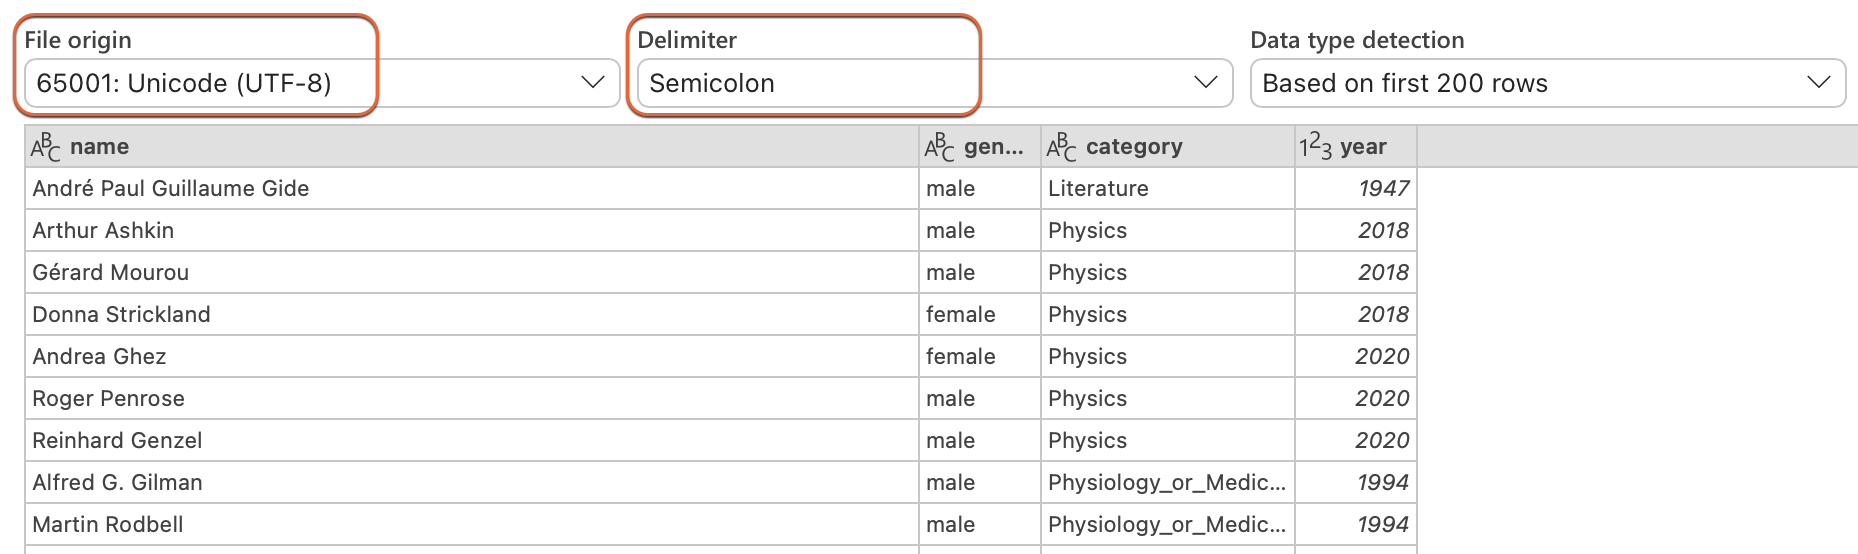 File origin Delimiter Data type detection
65001: Unicode (UTF-8) Semicolon Based on first 200 rows
ABC name ABC gen... ABC category 123 year
André Paul Guillaume Gide male Literature 1947
Arthur Ashkin male Physics 2018
Gérard Mourou male Physics 2018
Donna Strickland female Physics 2018
Andrea Ghez female Physics 2020
Roger Penrose male Physics 2020
Reinhard Genzel male Physics 2020
Alfred G. Gilman male Physiology_or_Medic... 1994
Martin Rodbell male Physiology_or_Medic... 1994